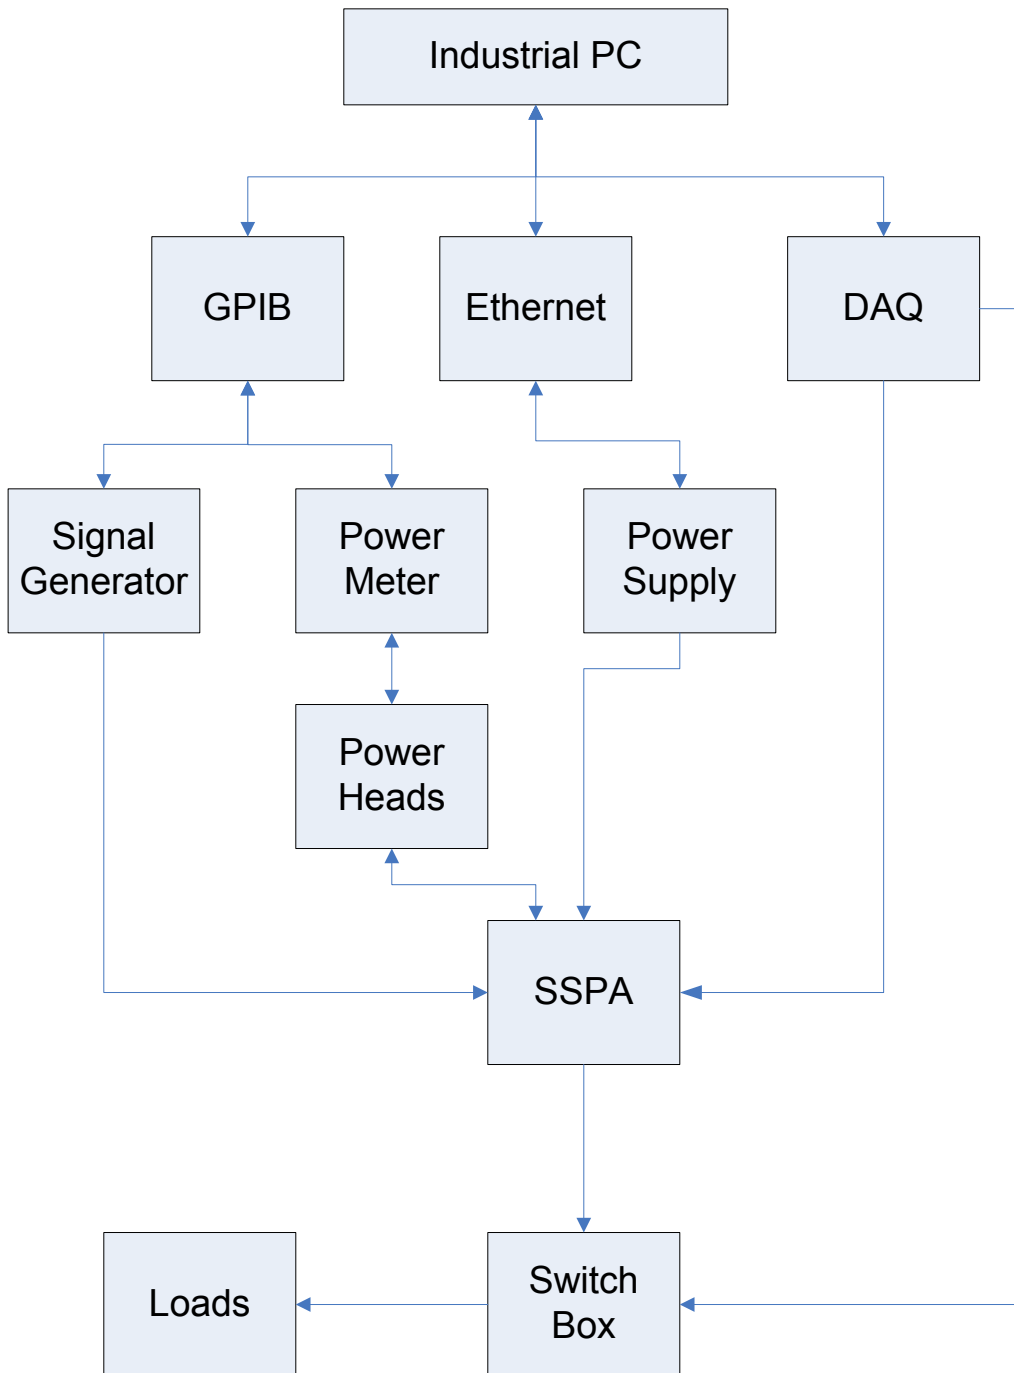 Industrial PC
GPIB
Ethernet
DAQ
Signal
Generator
Power
Meter
Power
Supply
Power
Heads
SSPA
Loads
Switch
Box